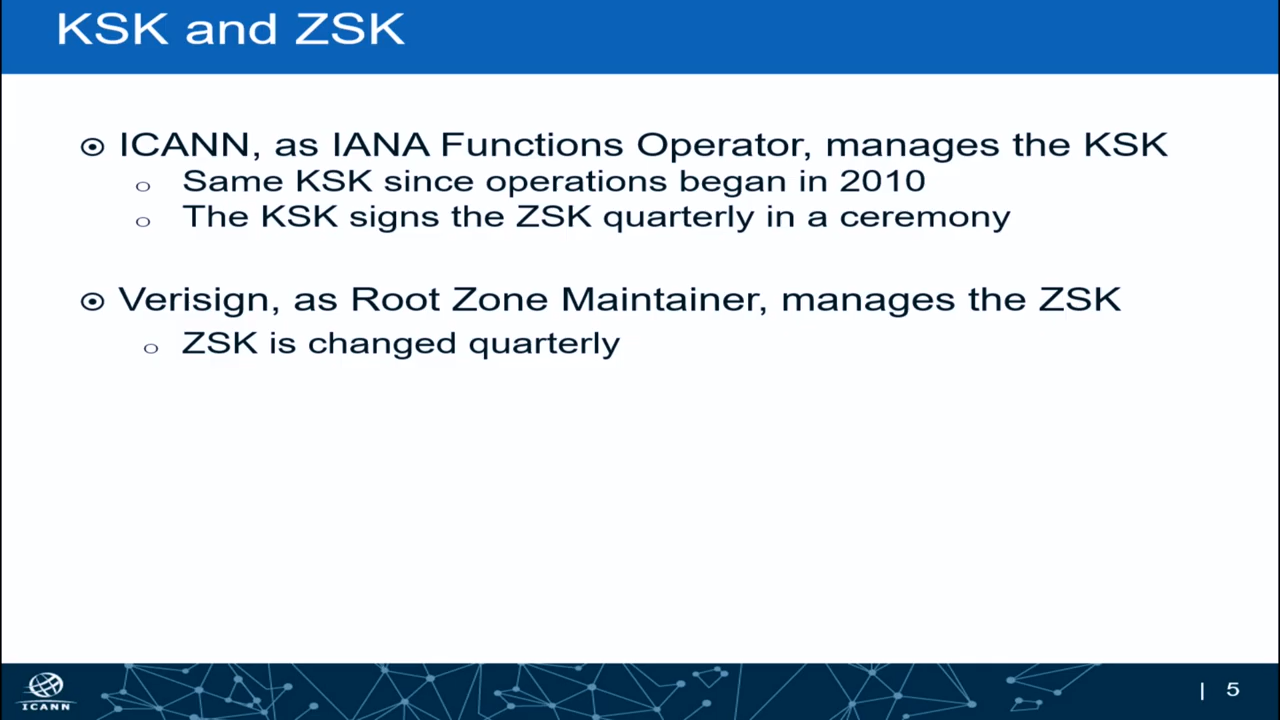 KSK and ZSK
ICANN, as IANA Functions Operator, manages the KSK
Same KSK since operations began in 2010
The KSK signs the ZSK quarterly in a ceremony
Verisign, as Root Zone Maintainer, manages the ZSK
ZSK is changed quarterly
ICANN
| 5